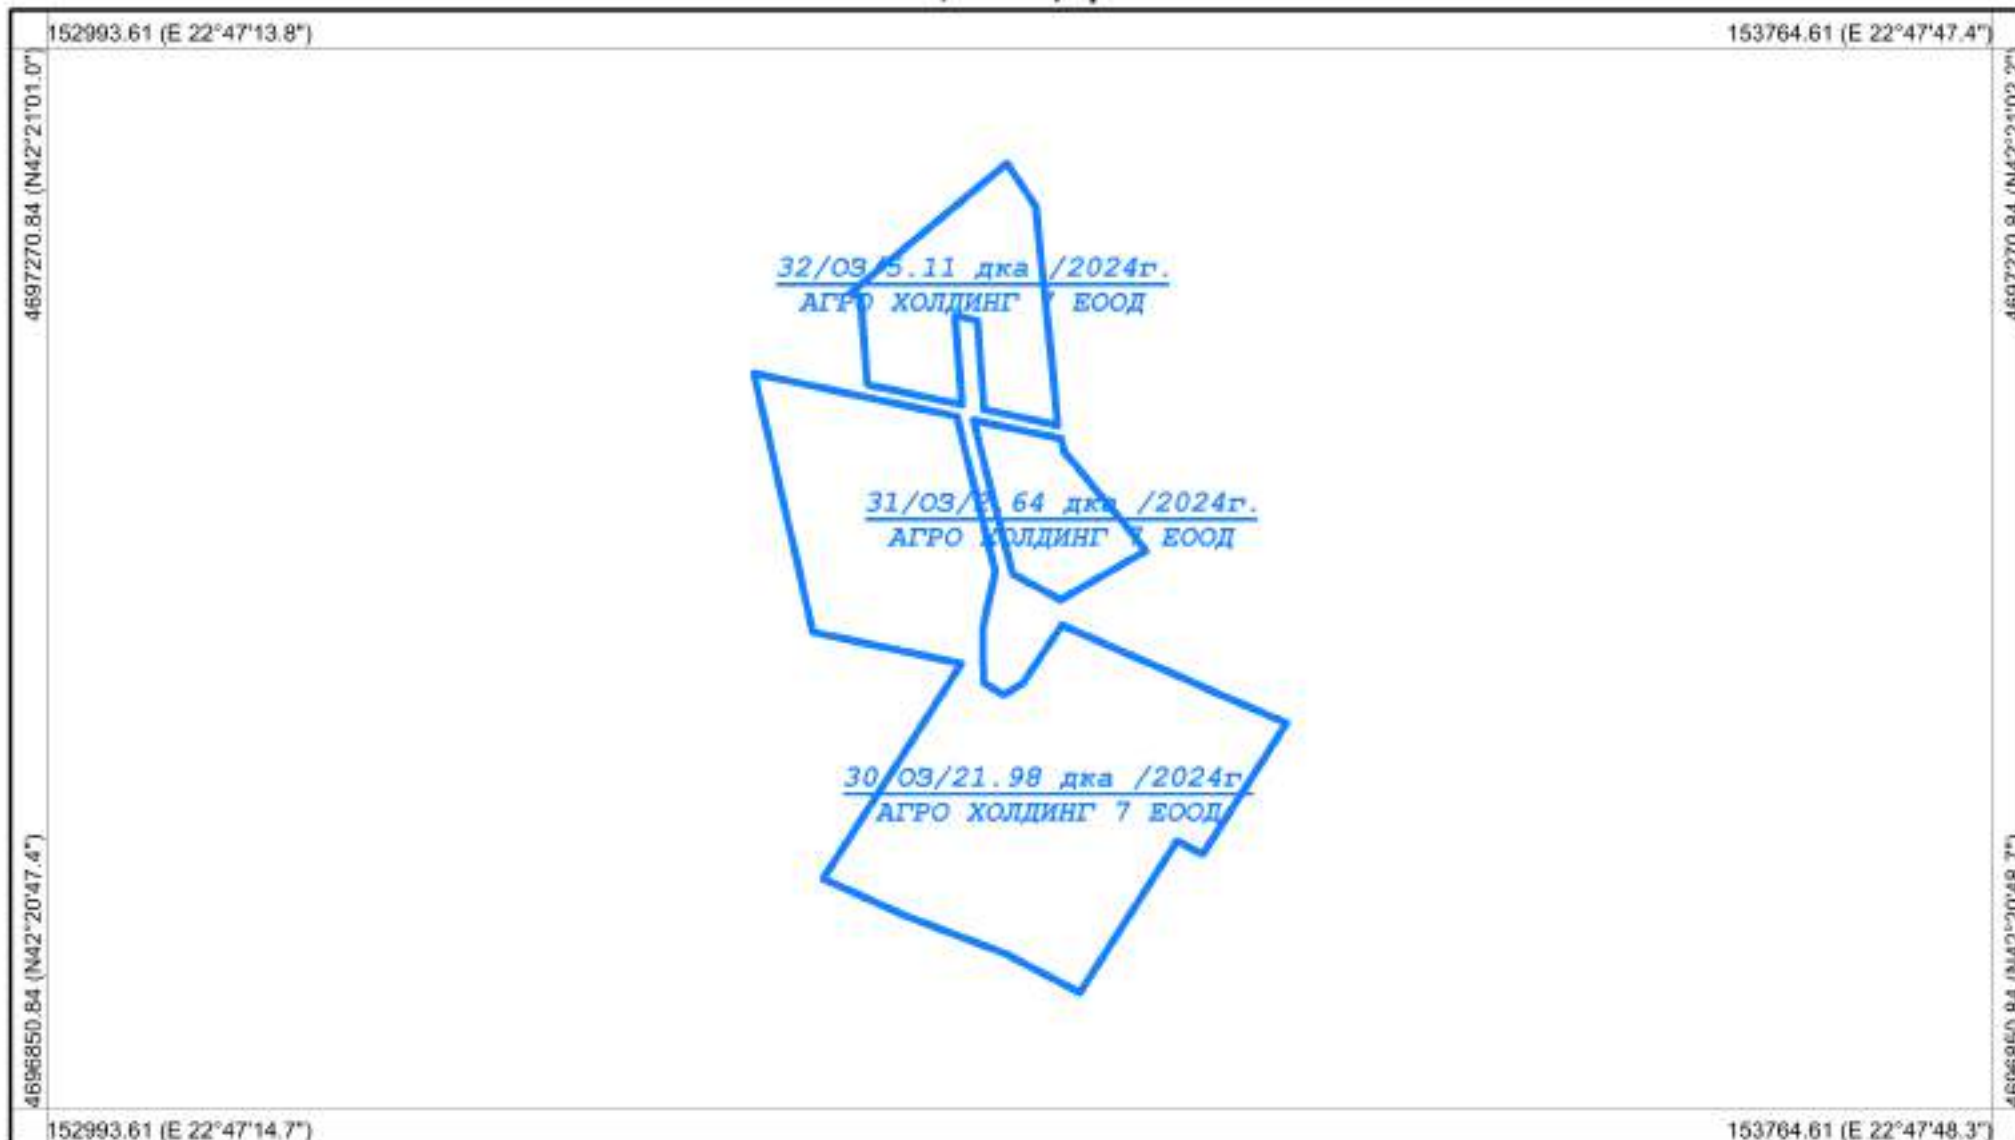 152993.61 (E 22°47'13.8")
153764.61 (E 22°47'47.4")
4697270.84 (N42°21'01.0")
32/ОЗ/5.11 дка /2024г.
АГРО ХОЛДИНГ 7 ЕООД
31/ОЗ/ 64 дка /2024г.
АГРО ХОЛДИНГ 7 ЕООД
30/ОЗ/21.98 дка /2024г.
АГРО ХОЛДИНГ 7 ЕООД
4696850.84 (N42°20'47.4")
152993.61 (E 22°47'14.7")
153764.61 (E 22°47'48.3")